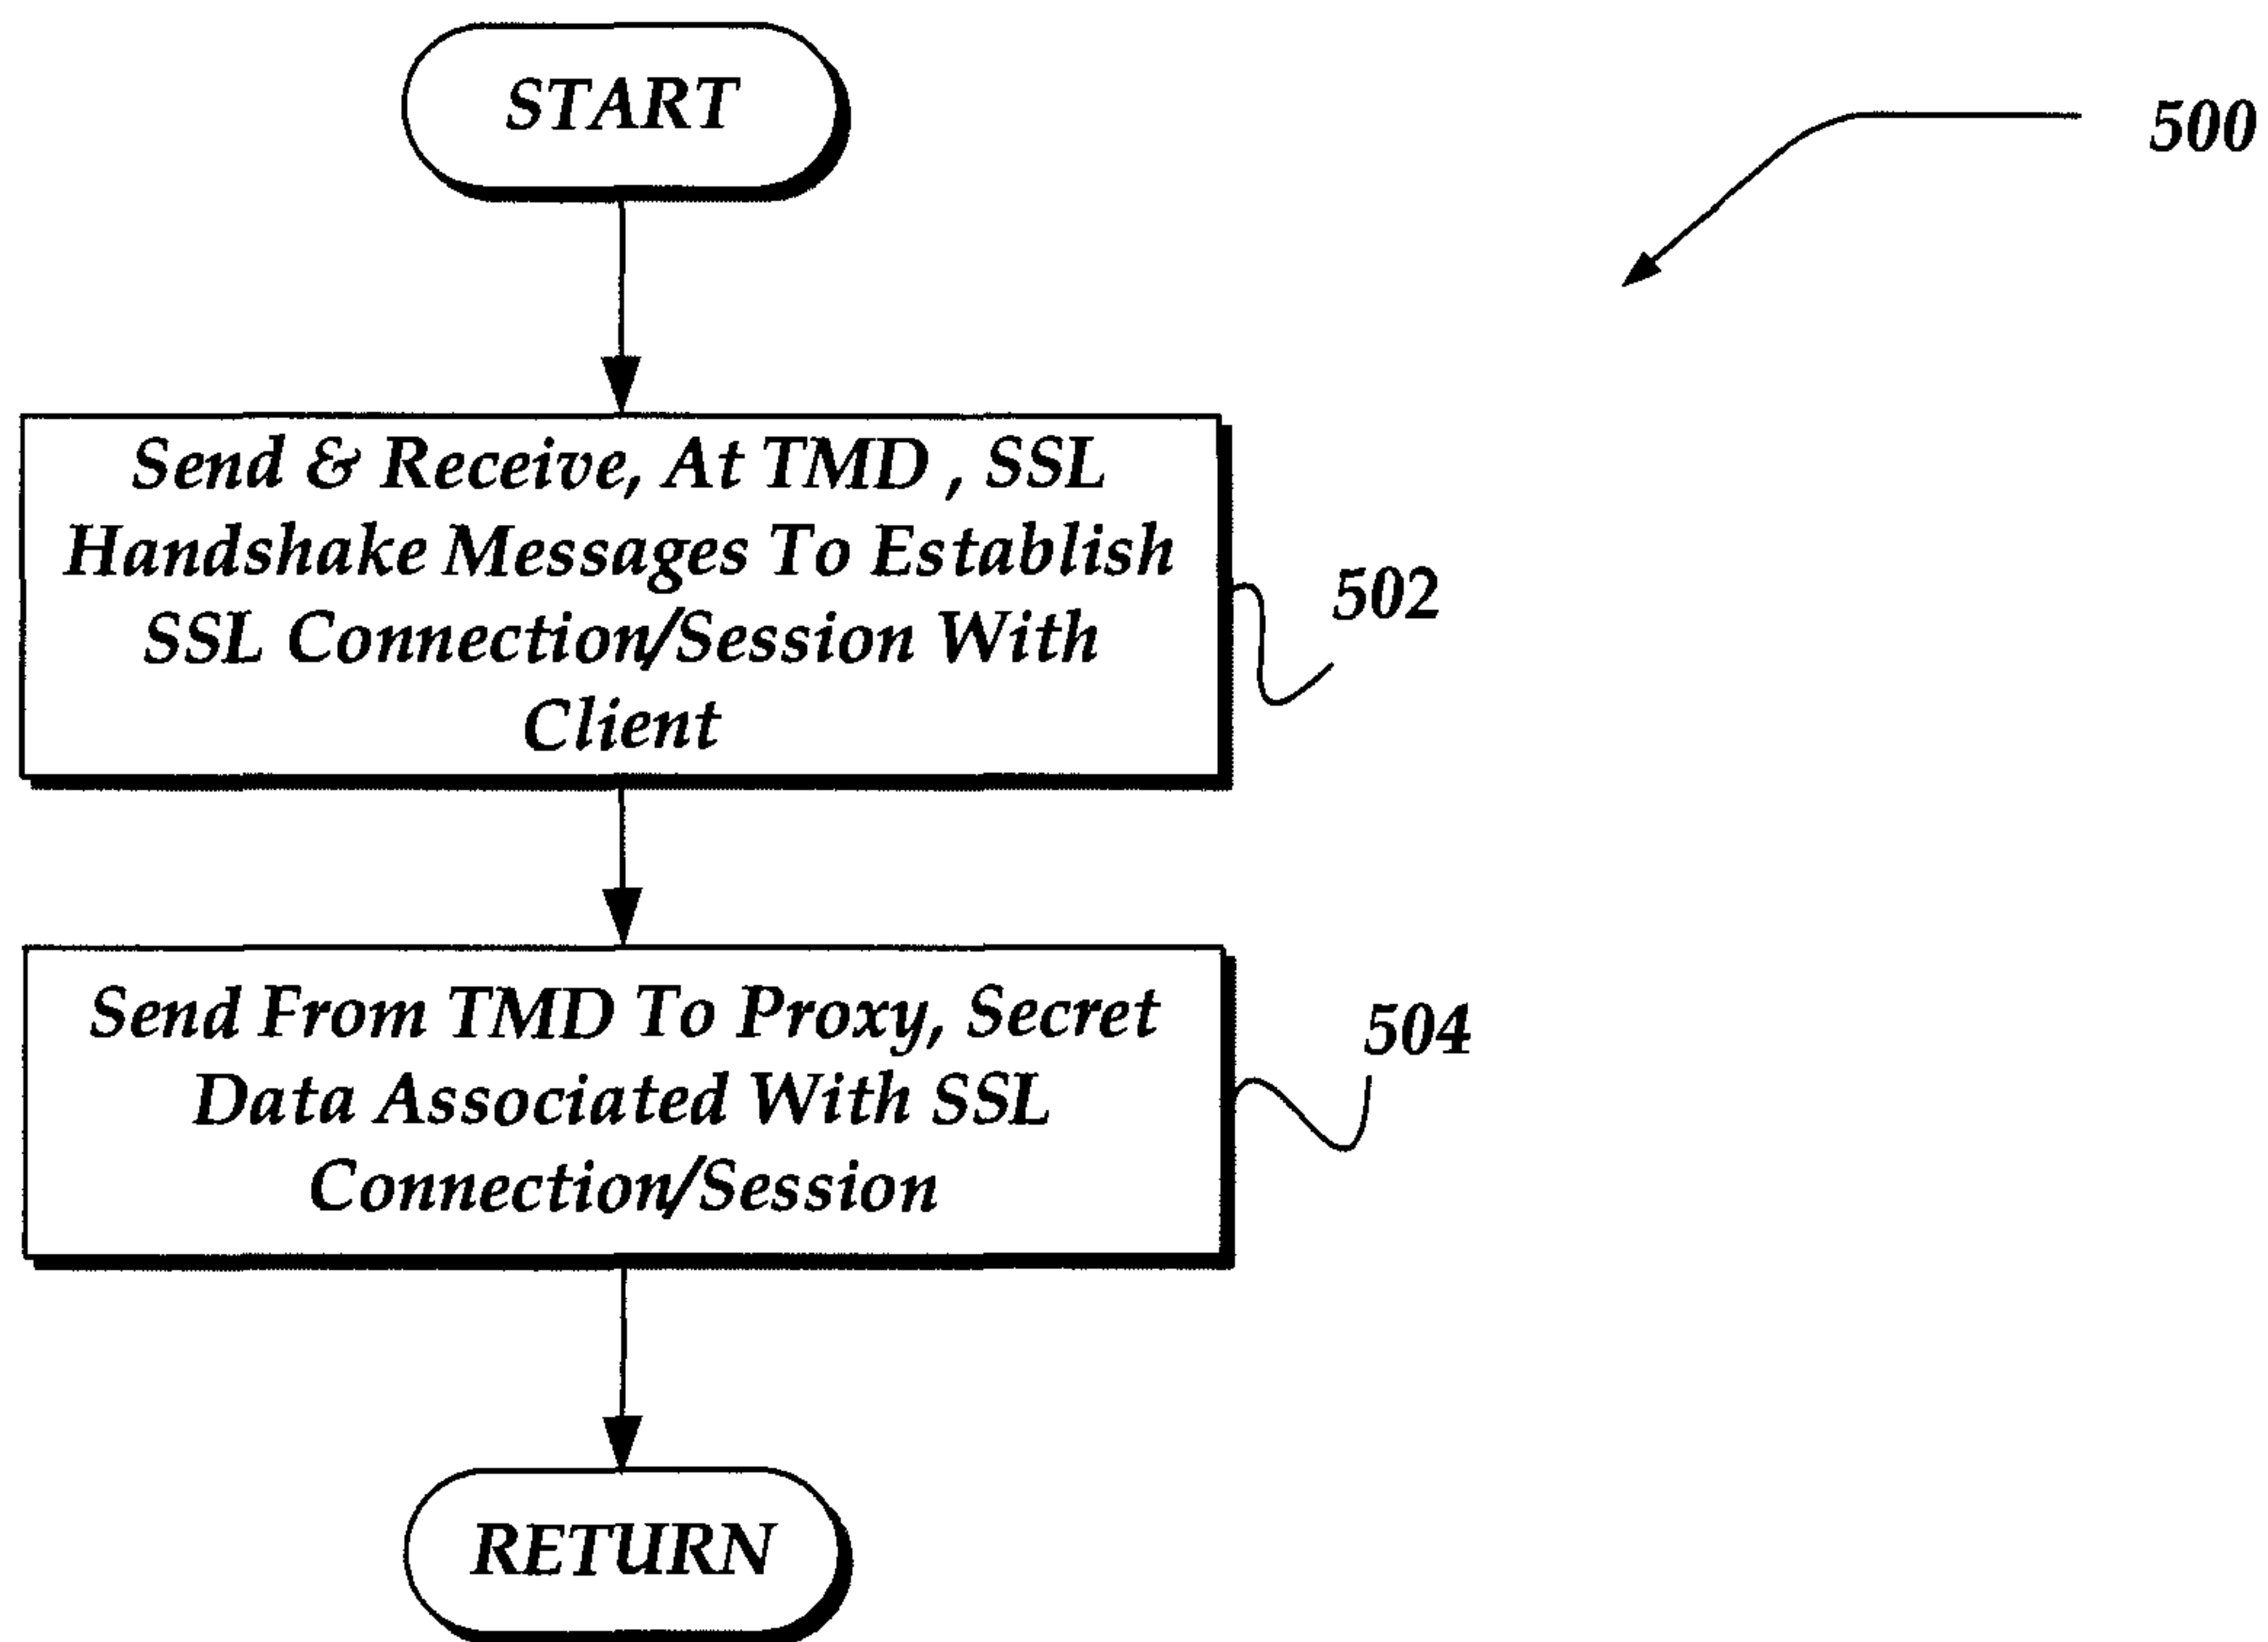 START
500
Send & Receive, At TMD , SSL
Handshake Messages To Establish
SSL Connection/Session With
Client
502
Send From TMD To Proxy, Secret
Data Associated With SSL
Connection/Session
504
RETURN